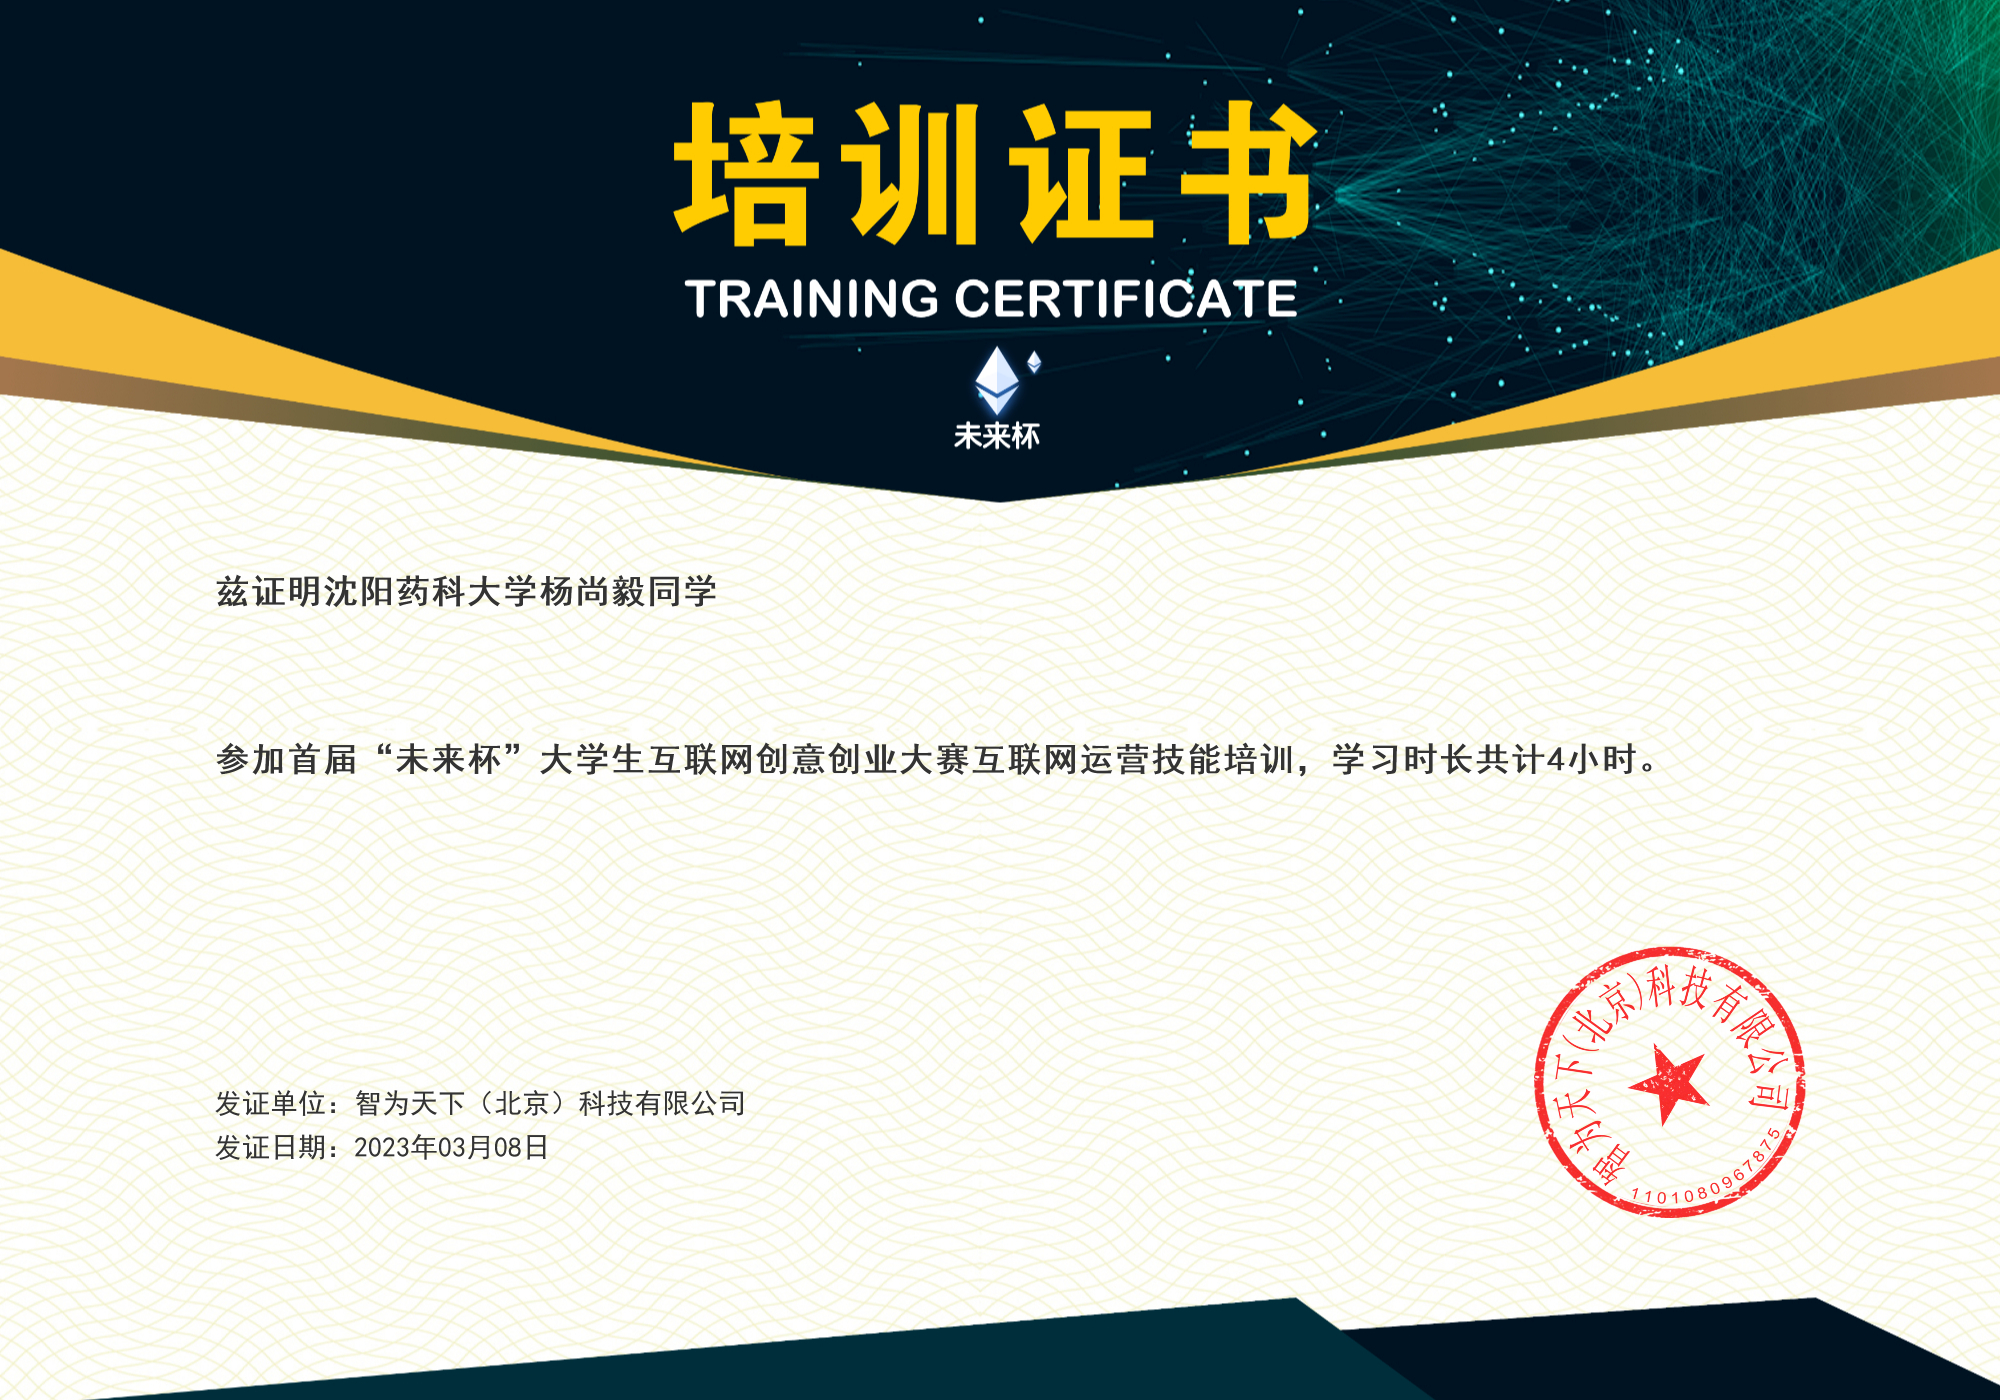 培训证书
TRAINING CERTIFICATE
未来杯
兹证明沈阳药科大学杨尚毅同学
参加首届“未来杯”大学生互联网创意创业大赛互联网运营技能培训，学习时长共计4小时。
发证单位：智为天下（北京）科技有限公司
发证日期：2023年03月08日
智为天下(北京)科技有限公司
1101080967875